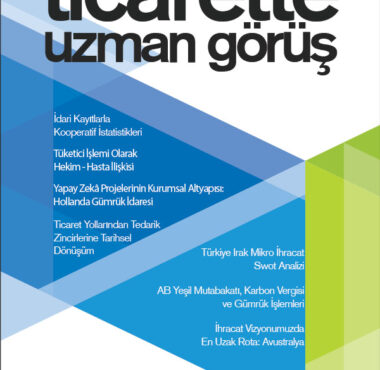 ticarette
uzman görüş
İdari Kayıtlarla
Kooperatif İstatistikleri
Tüketici İşlemi Olarak
Hekim - Hasta İlişkisi
Yapay Zekâ Projelerinin Kurumsal Altyapısı:
Hollanda Gümrük İdaresi
Ticaret Yollarından Tedarik
Zincirlerine Tarihsel
Dönüşüm
Türkiye Irak Mikro İhracat
Swot Analizi
AB Yeşil Mutabakatı, Karbon Vergisi
ve Gümrük İşlemleri
İhracat Vizyonumuzda
En Uzak Rota: Avustralya